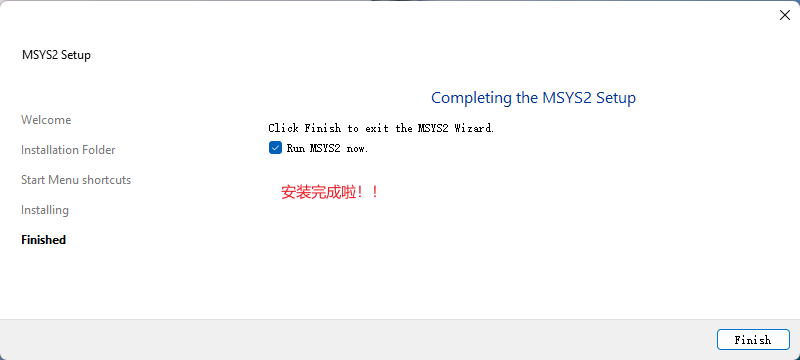 MSYS2 Setup
Completing the MSYS2 Setup
Welcome
Installation Folder
Start Menu shortcuts
Installing
Finished
Click Finish to exit the MSYS2 Wizard.
Run MSYS2 now.
安装完成啦！！
Finish